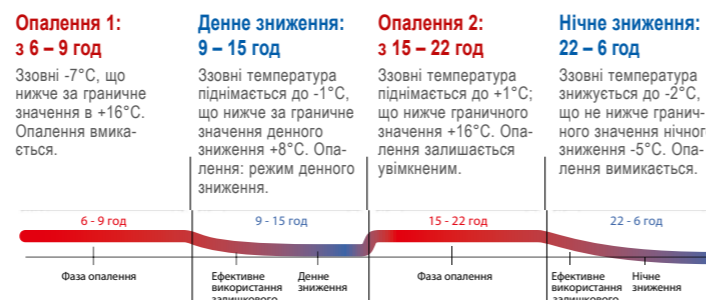 Опалення 1:
з 6 – 9 год
Ззовні -7°C, що
нижче за граничне
значення в +16°C.
Опалення вмика-
ється.
Денне зниження:
9 – 15 год
Ззовні температура
піднімається до -1°C,
що нижче за граничне
значення денного
зниження +8°C. Опа-
лення: режим денного
зниження.
Опалення 2:
з 15 – 22 год
Ззовні температура
піднімається до +1°C;
що нижче граничного
значення +16°C. Опа-
лення залишається
увімкненим.
Нічне зниження:
22 – 6 год
Ззовні температура
знижується до -2°C,
що не нижче гранич-
ного значення нічного
зниження -5°C. Опа-
лення вимикається.
6 - 9 год
9 - 15 год
15 - 22 год
22 - 6 год
Фаза опалення
Ефективне
використання
залишкового
Денне
зниження
Фаза опалення
Ефективне
використання
залишкового
Нічне
зниження